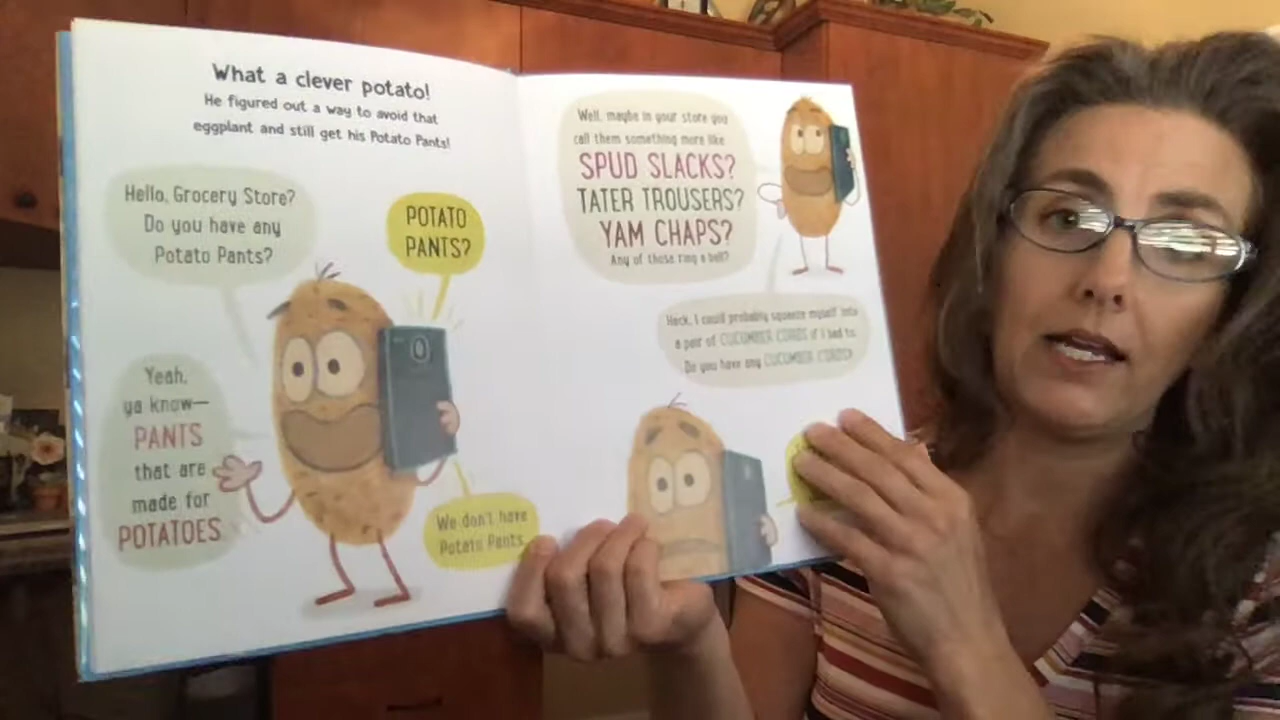 What a clever potato!
He figured out a way to avoid that
eggplant and still get his Potato Pants!
Hello, Grocery Store?
Do you have any
Potato Pants?
POTATO
PANTS?
Yeah,
ya know—
PANTS
that are
made for
POTATOES
We don't have
Potato Pants.
Well, maybe in your store you
call them something more like
SPUD SLACKS?
TATER TROUSERS?
YAM CHAPS?
Any of those ring a bell?
Heck, I could probably squeeze myself into
a pair of CUCUMBER CORDS if I had to.
Do you have any CUCUMBER CORDS?